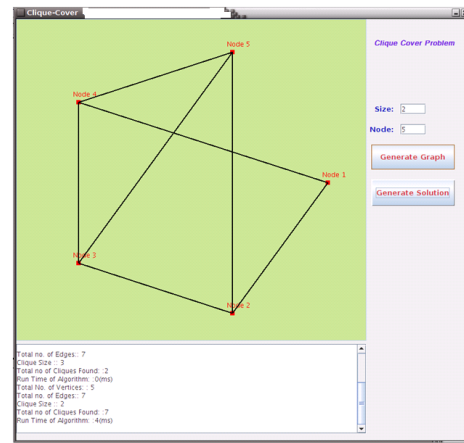 Clique-Cover
Node 5
Clique Cover Problem
Node 4
Size: 2
Node: 5
Generate Graph
Node 1
Generate Solution
Node 3
Node 2
Total no. of Edges:: 7
Clique Size :: 3
Total no of Cliques Found: :2
Run Time of Algorithm: :0(ms)
Total No. of Vertices: : 5
Total no. of Edges:: 7
Clique Size :: 2
Total no of Cliques Found: :7
Run Time of Algorithm: :4(ms)